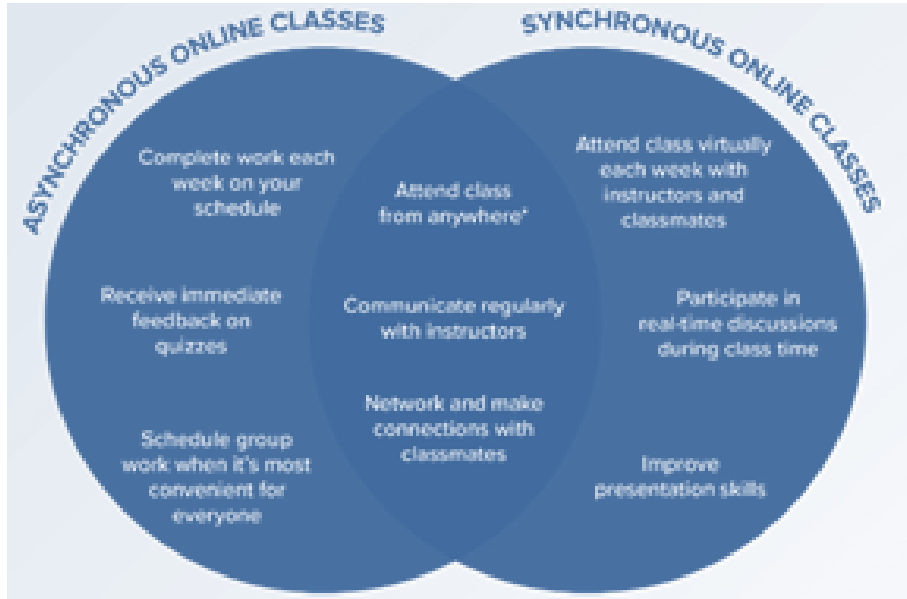 ASYNCHRONOUS ONLINE CLASSES
SYNCHRONOUS ONLINE CLASSES
Complete work each
week on your
schedule
Receive immediate
feedback on
quizzes
Schedule group
work when it's most
convenient for
everyone
Attend class
from anywhere*
Communicate regularly
with instructors
Network and make
connections with
classmates
Attend class virtually
each week with
instructors and
classmates
Participate in
real-time discussions
during class time
Improve
presentation skills